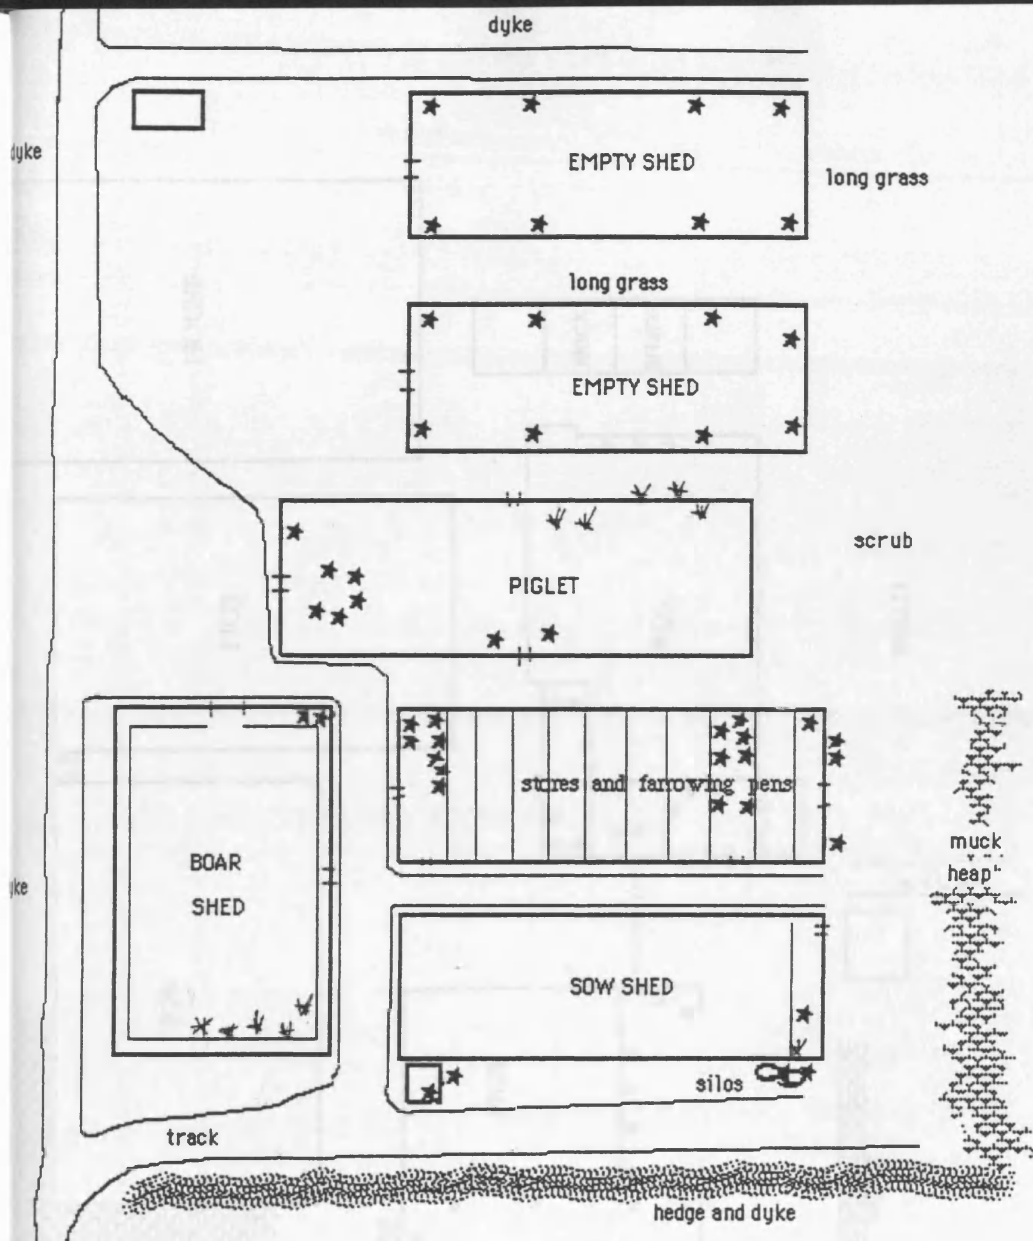 dyke
dyke
EMPTY SHED
long grass
long grass
EMPTY SHED
scrub
PIGLET
stores and farrowing pens
muck
heap
BOAR
SHED
yke
SOW SHED
silos
track
hedge and dyke